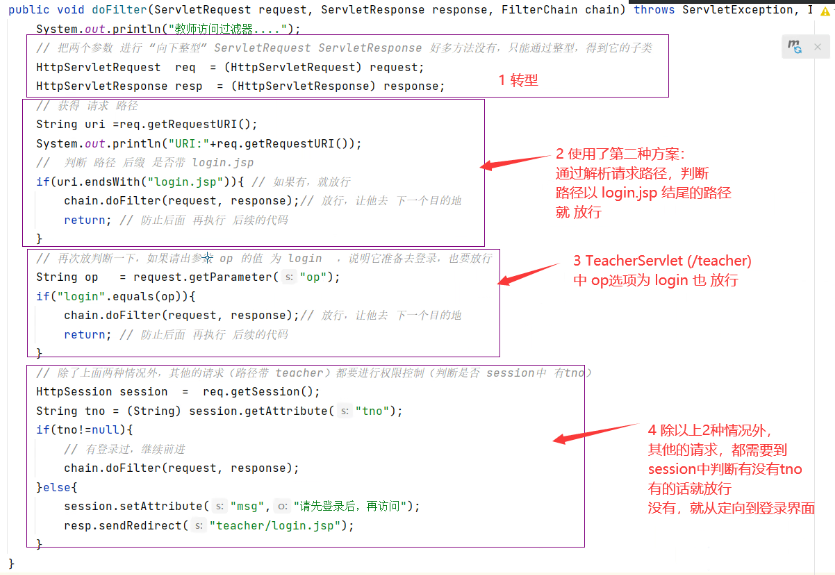 public void doFilter(ServletRequest request, ServletResponse response, FilterChain chain) throws ServletException, I
System.out.println("教师访问过滤器....");
// 把两个参数 进行 “向下整型” ServletRequest ServletResponse 好多方法没有，只能通过整型，得到它的子类
HttpServletRequest  req  = (HttpServletRequest) request;
HttpServletResponse resp  = (HttpServletResponse) response;
1 转型
// 获得 请求 路径
String uri =req.getRequestURI();
System.out.println("URI:"+req.getRequestURI());
//  判断 路径 后缀 是否带 login.jsp
if(uri.endsWith("login.jsp")){ // 如果有，就放行
chain.doFilter(request, response);// 放行，让他去 下一个目的地
return; // 防止后面 再执行 后续的代码
}
2 使用了第二种方案：
通过解析请求路径，判断
路径以 login.jsp 结尾的路径
就 放行
// 再次放判断一下，如果请出参 op 的值 为 login  ，说明它准备去登录，也要放行
String op   = request.getParameter( s: "op");
if("login".equals(op)){
chain.doFilter(request, response);// 放行，让他去 下一个目的地
return; // 防止后面 再执行 后续的代码
}
3 TeacherServlet (/teacher)
中 op选项为 login 也 放行
// 除了上面两种情况外，其他的请求（路径带 teacher）都要进行权限控制（判断是否 session中 有tno）
HttpSession session  =  req.getSession();
String tno = (String) session.getAttribute( s: "tno");
if(tno!=null){
// 有登录过，继续前进
chain.doFilter(request, response);
}else{
session.setAttribute( s: "msg", o: "请先登录后，再访问");
resp.sendRedirect( s: "teacher/login.jsp");
}
}
4 除以上2种情况外，
其他的请求，都需要到
session中判断有没有tno
有的话就放行
没有，就从定向到登录界面